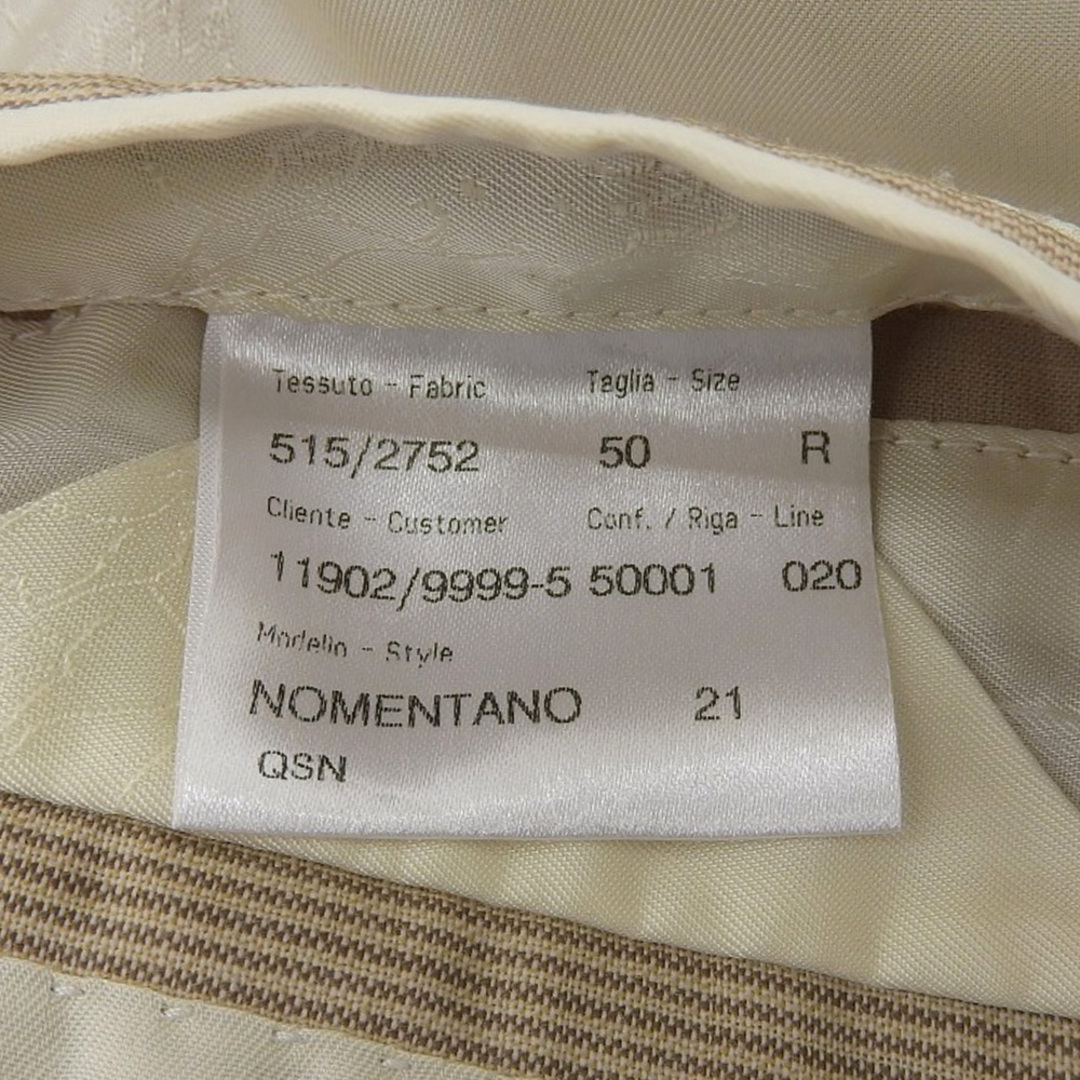 Tessuto - Fabric Taglia - Size
515/2752 50 R
Cliente - Customer Conf. / Riga - Line
11902/9999-5 50001 020
Modello - Style
NOMENTANO 21
QSN